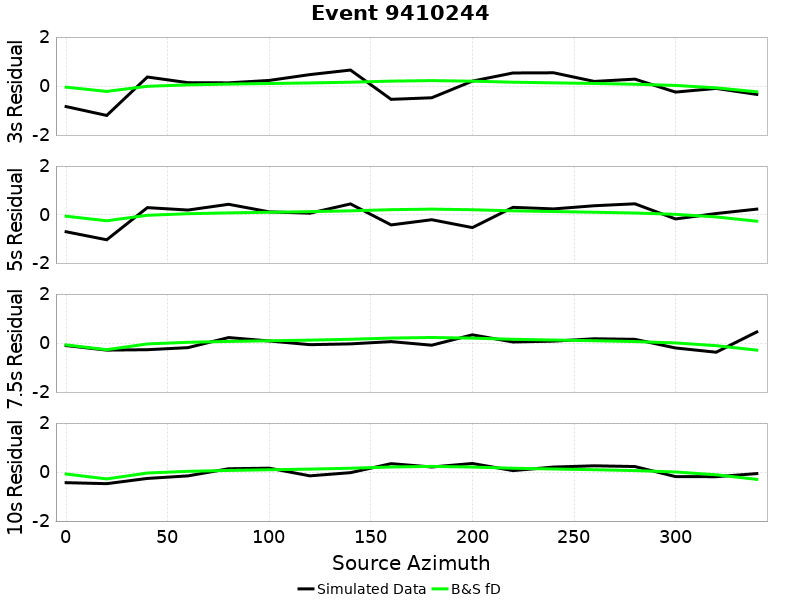 Event 9410244
3s Residual
2
0
-2
5s Residual
2
0
-2
7.5s Residual
2
0
-2
10s Residual
2
0
-2
0 50 100 150 200 250 300
Source Azimuth
Simulated Data B&S fD